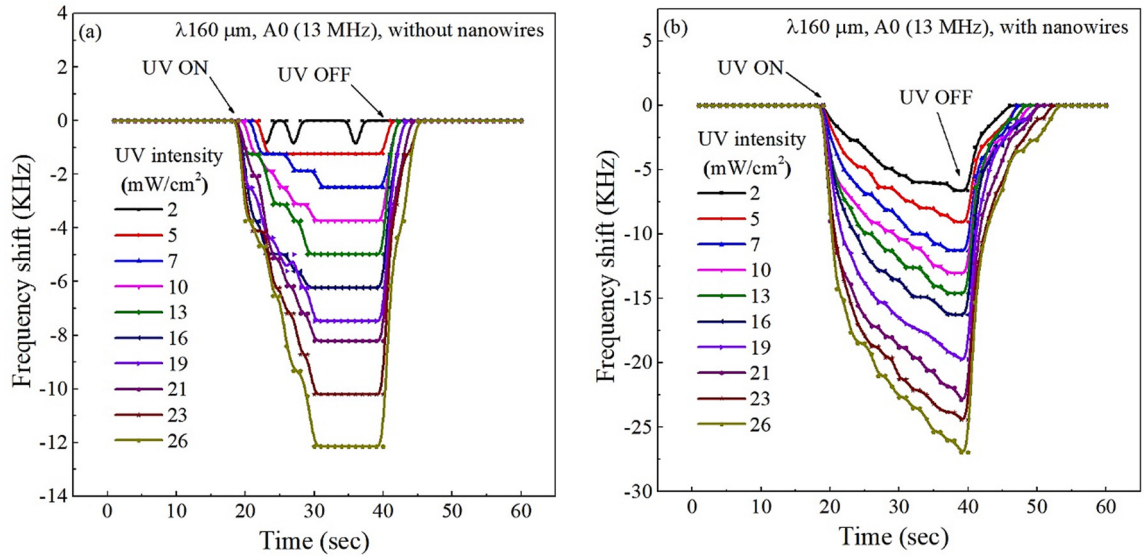 (a)
λ160 μm, A0 (13 MHz), without nanowires
UV ON
UV OFF
UV intensity
(mW/cm²)
2
5
7
10
13
16
19
21
23
26
4
2
0
-2
-4
-6
-8
-10
-12
-14
Frequency shift (KHz)
0 10 20 30 40 50 60
Time (sec)
(b)
λ160 μm, A0 (13 MHz), with nanowires
UV ON
UV OFF
UV intensity
(mW/cm²)
2
5
7
10
13
16
19
21
23
26
5
0
-5
-10
-15
-20
-25
-30
Frequency shift (KHz)
0 10 20 30 40 50 60
Time (sec)